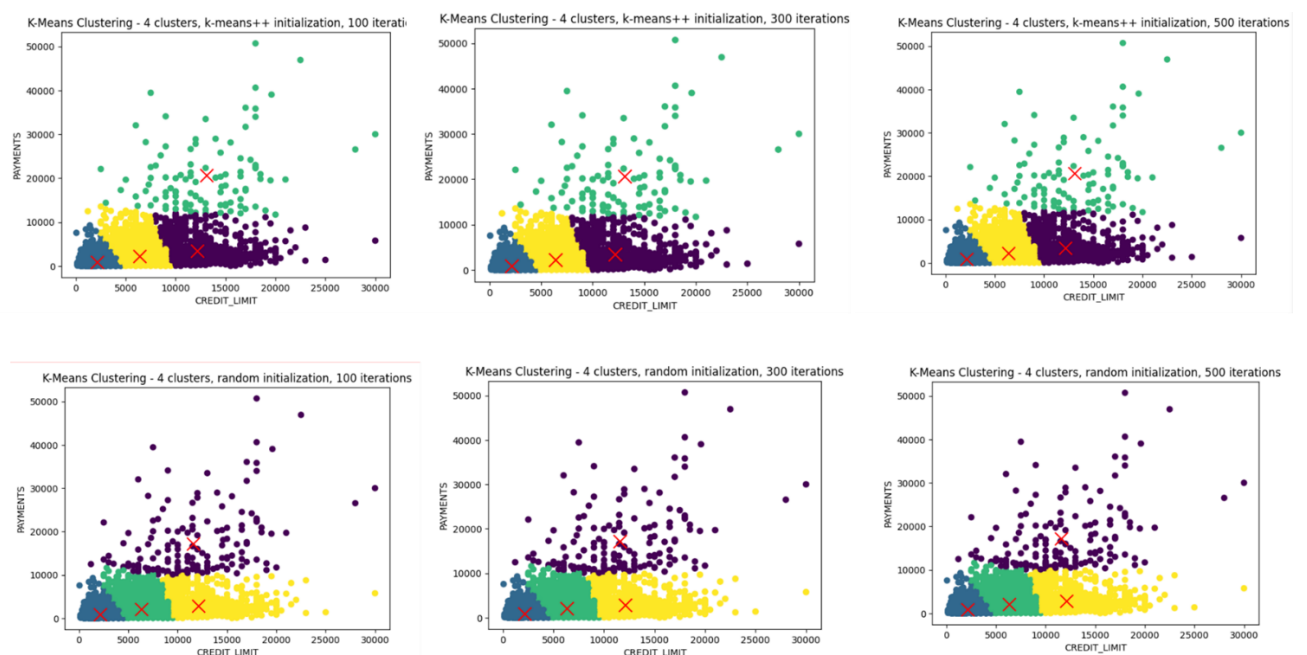 K-Means Clustering - 4 clusters, k-means++ initialization, 100 iterati
50000
40000
30000
20000
10000
0
PAYMENTS
0 5000 10000 15000 20000 25000 30000
CREDIT_LIMIT
K-Means Clustering - 4 clusters, k-means++ initialization, 300 iterations
50000
40000
30000
20000
10000
0
PAYMENTS
0 5000 10000 15000 20000 25000 30000
CREDIT_LIMIT
K-Means Clustering - 4 clusters, k-means++ initialization, 500 iterations
50000
40000
30000
20000
10000
0
PAYMENTS
0 5000 10000 15000 20000 25000 30000
CREDIT_LIMIT
K-Means Clustering - 4 clusters, random initialization, 100 iterations
50000
40000
30000
20000
10000
0
PAYMENTS
0 5000 10000 15000 20000 25000 30000
CREDIT_LIMIT
K-Means Clustering - 4 clusters, random initialization, 300 iterations
50000
40000
30000
20000
10000
0
PAYMENTS
0 5000 10000 15000 20000 25000 30000
CREDIT_LIMIT
K-Means Clustering - 4 clusters, random initialization, 500 iterations
50000
40000
30000
20000
10000
0
PAYMENTS
0 5000 10000 15000 20000 25000 30000
CREDIT_LIMIT